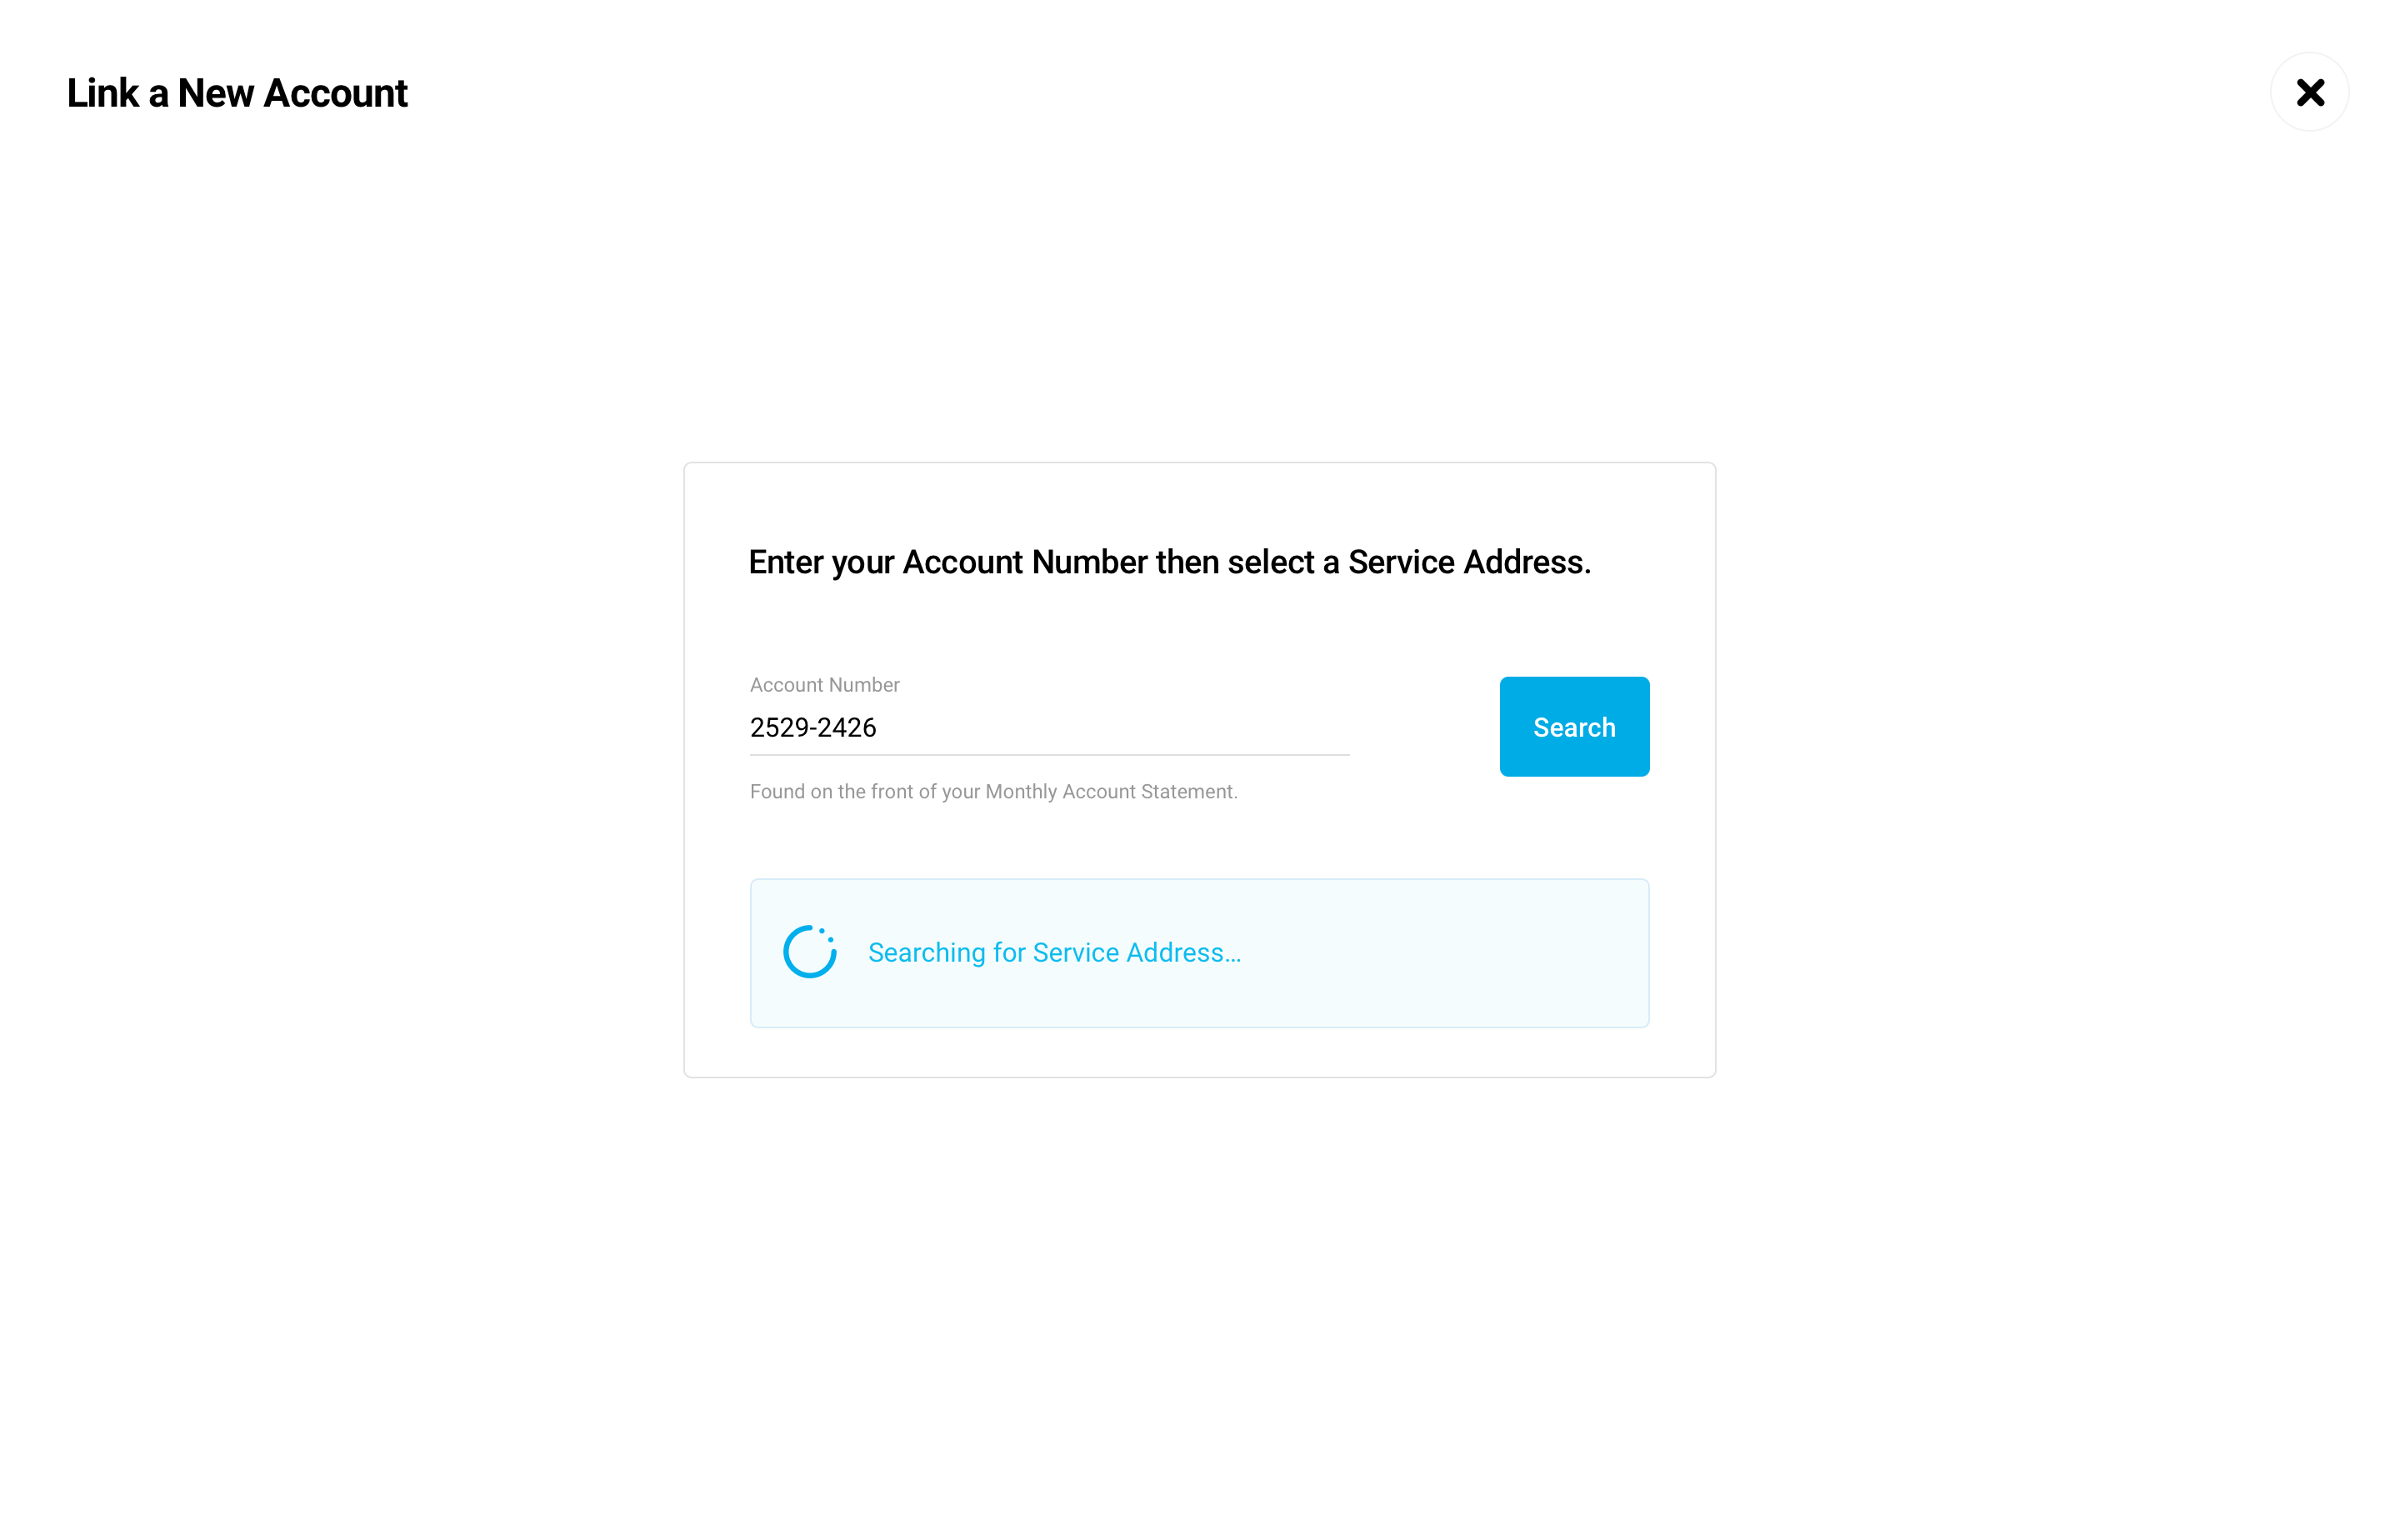 Link a New Account
Enter your Account Number then select a Service Address.
Account Number
2529-2426
Search
Found on the front of your Monthly Account Statement.
Searching for Service Address...